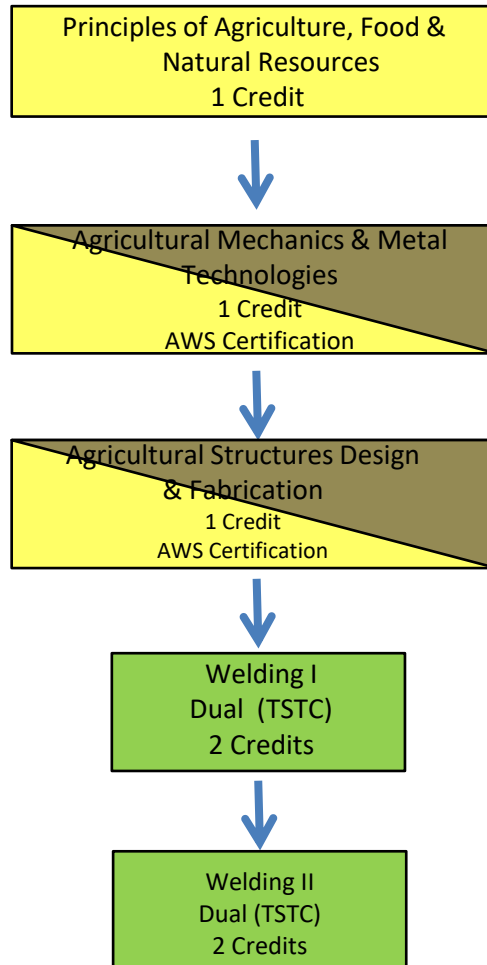 Principles of Agriculture, Food &
Natural Resources
1 Credit
Agricultural Mechanics & Metal
Technologies
1 Credit
AWS Certification
Agricultural Structures Design
& Fabrication
1 Credit
AWS Certification
Welding I
Dual (TSTC)
2 Credits
Welding II
Dual (TSTC)
2 Credits